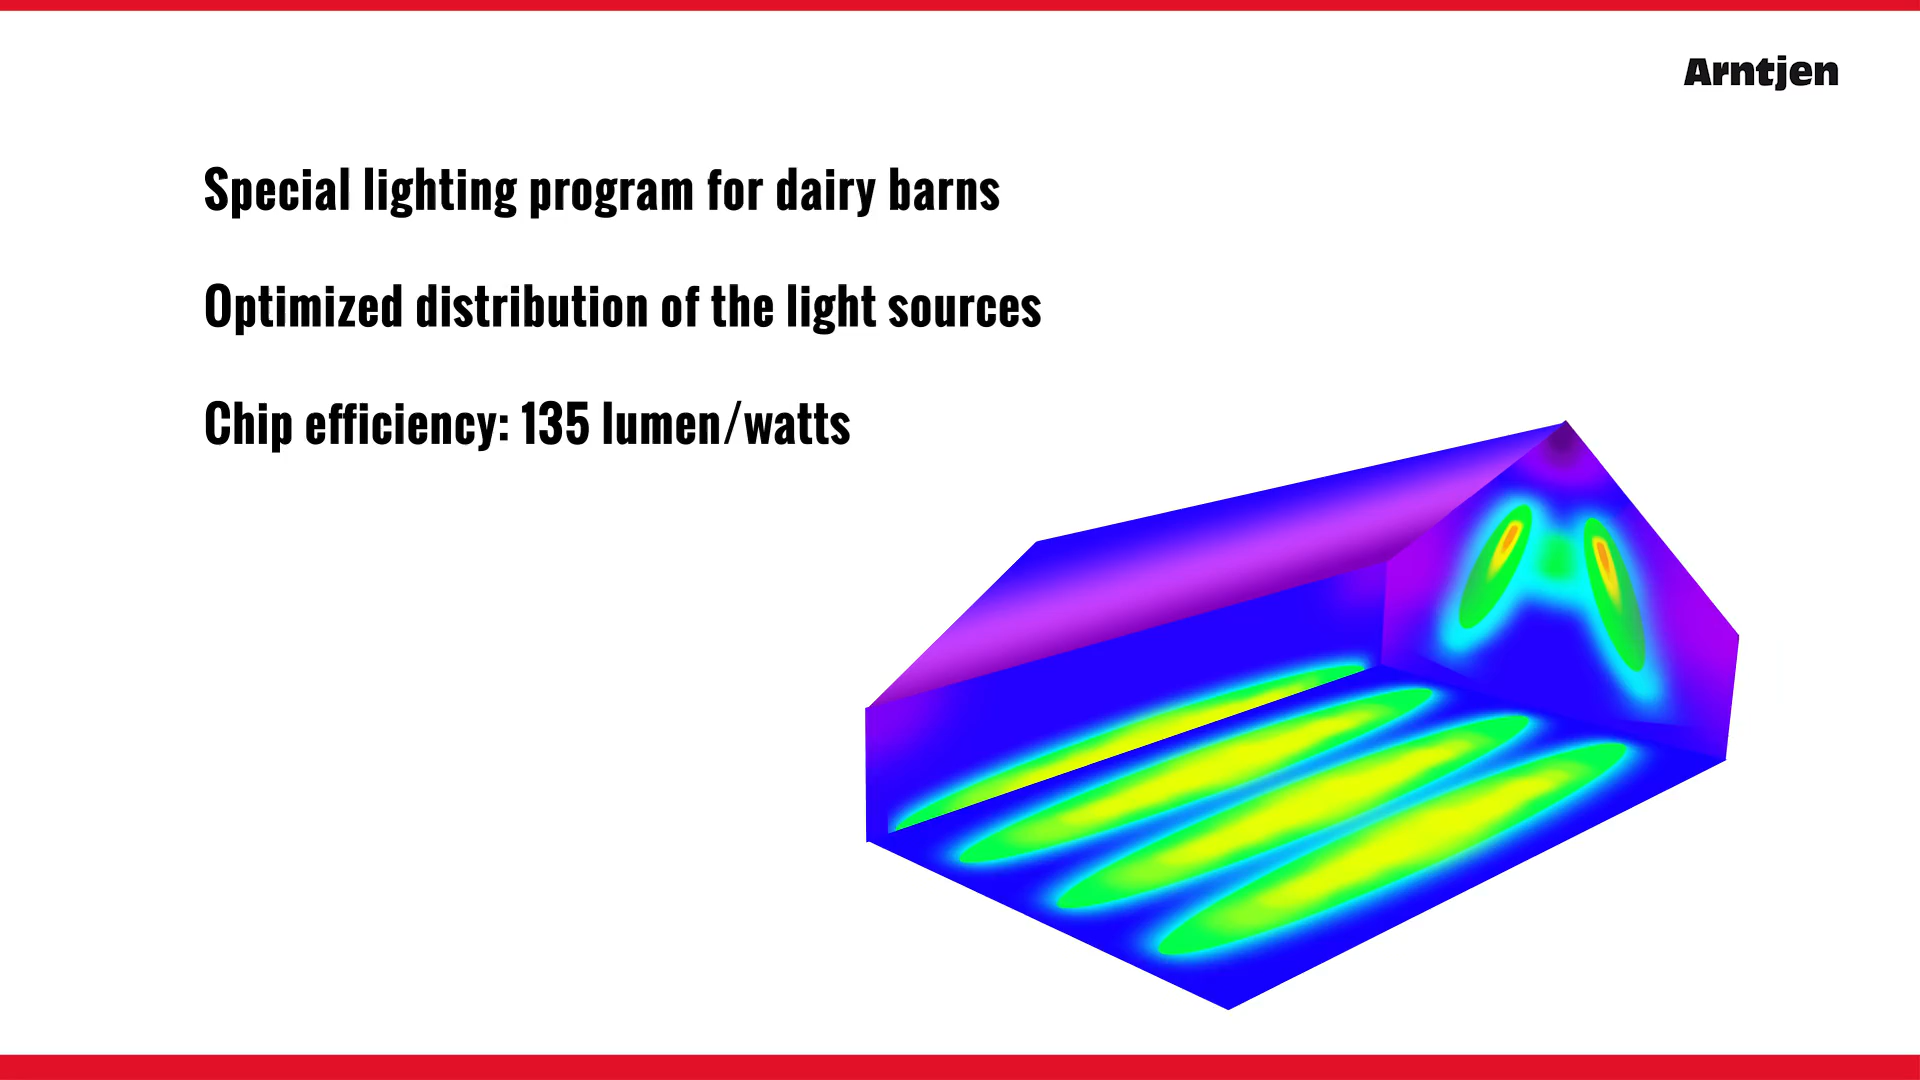 Arntjen
Special lighting program for dairy barns
Optimized distribution of the light sources
Chip efficiency: 135 lumen/watts